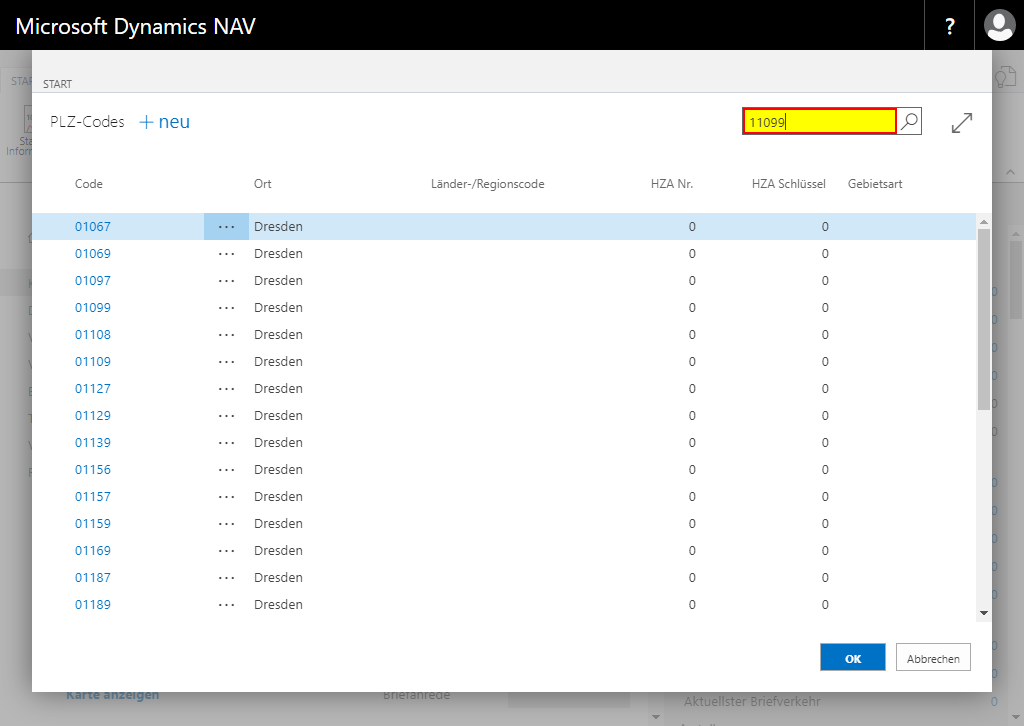 Microsoft Dynamics NAV ?
START
PLZ-Codes + neu 11099
Code Ort Länder-/Regionscode HZA Nr. HZA Schlüssel Gebietsart
01067 ... Dresden 0 0
01069 ... Dresden 0 0
01097 ... Dresden 0 0
01099 ... Dresden 0 0
01108 ... Dresden 0 0
01109 ... Dresden 0 0
01127 ... Dresden 0 0
01129 ... Dresden 0 0
01139 ... Dresden 0 0
01156 ... Dresden 0 0
01157 ... Dresden 0 0
01159 ... Dresden 0 0
01169 ... Dresden 0 0
01187 ... Dresden 0 0
01189 ... Dresden 0 0
OK Abbrechen
Karte anzeigen Briefanrede Aktuellster Briefverkehr 0